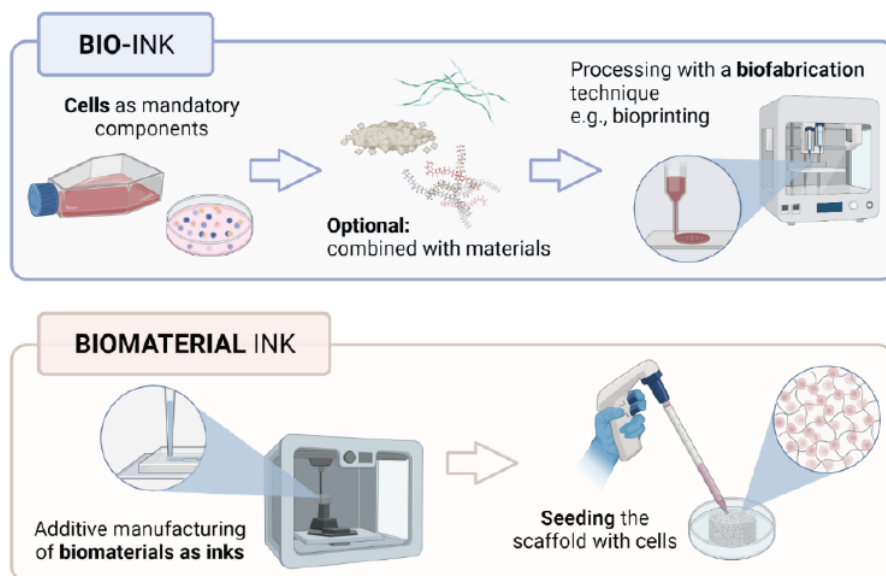 BIO-INK
Cells as mandatory
components
Optional:
combined with materials
Processing with a biofabrication
technique
e.g., bioprinting
BIOMATERIAL INK
Additive manufacturing
of biomaterials as inks
Seeding the
scaffold with cells